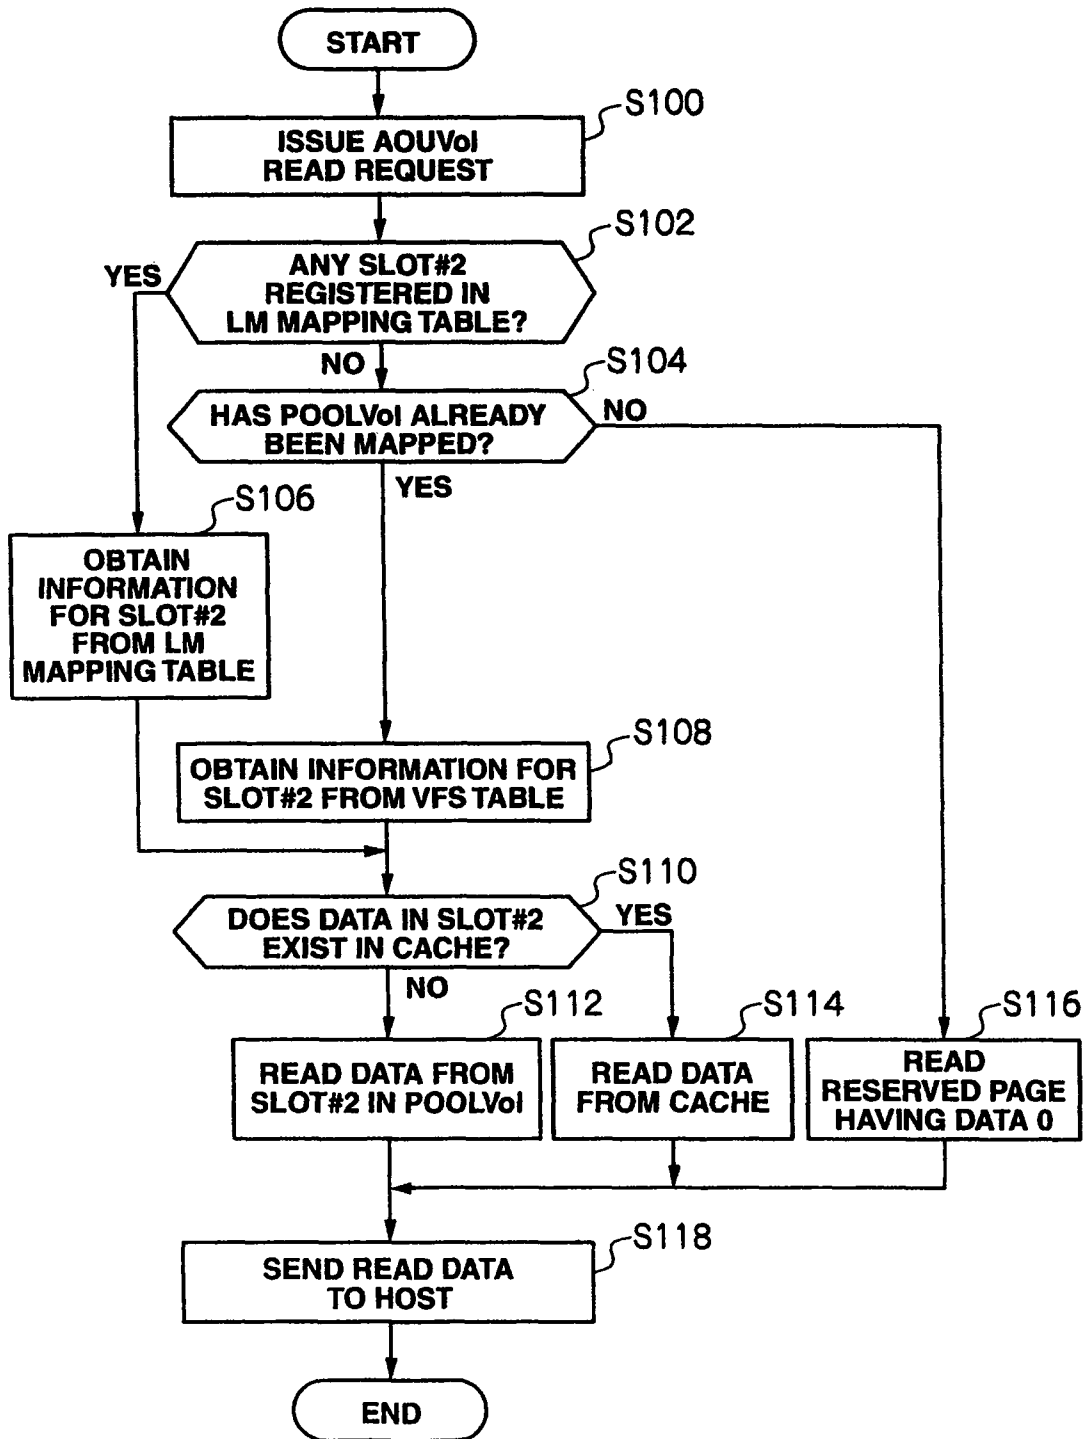 START
S100
ISSUE AOUVol
READ REQUEST
S102
YES
ANY SLOT#2
REGISTERED IN
LM MAPPING TABLE?
NO
S104
HAS POOLVol ALREADY
BEEN MAPPED?
NO
YES
S106
OBTAIN
INFORMATION
FOR SLOT#2
FROM LM
MAPPING TABLE
S108
OBTAIN INFORMATION FOR
SLOT#2 FROM VFS TABLE
S110
DOES DATA IN SLOT#2
EXIST IN CACHE?
YES
NO
S112
READ DATA FROM
SLOT#2 IN POOLVol
S114
READ DATA
FROM CACHE
S116
READ
RESERVED PAGE
HAVING DATA 0
S118
SEND READ DATA
TO HOST
END